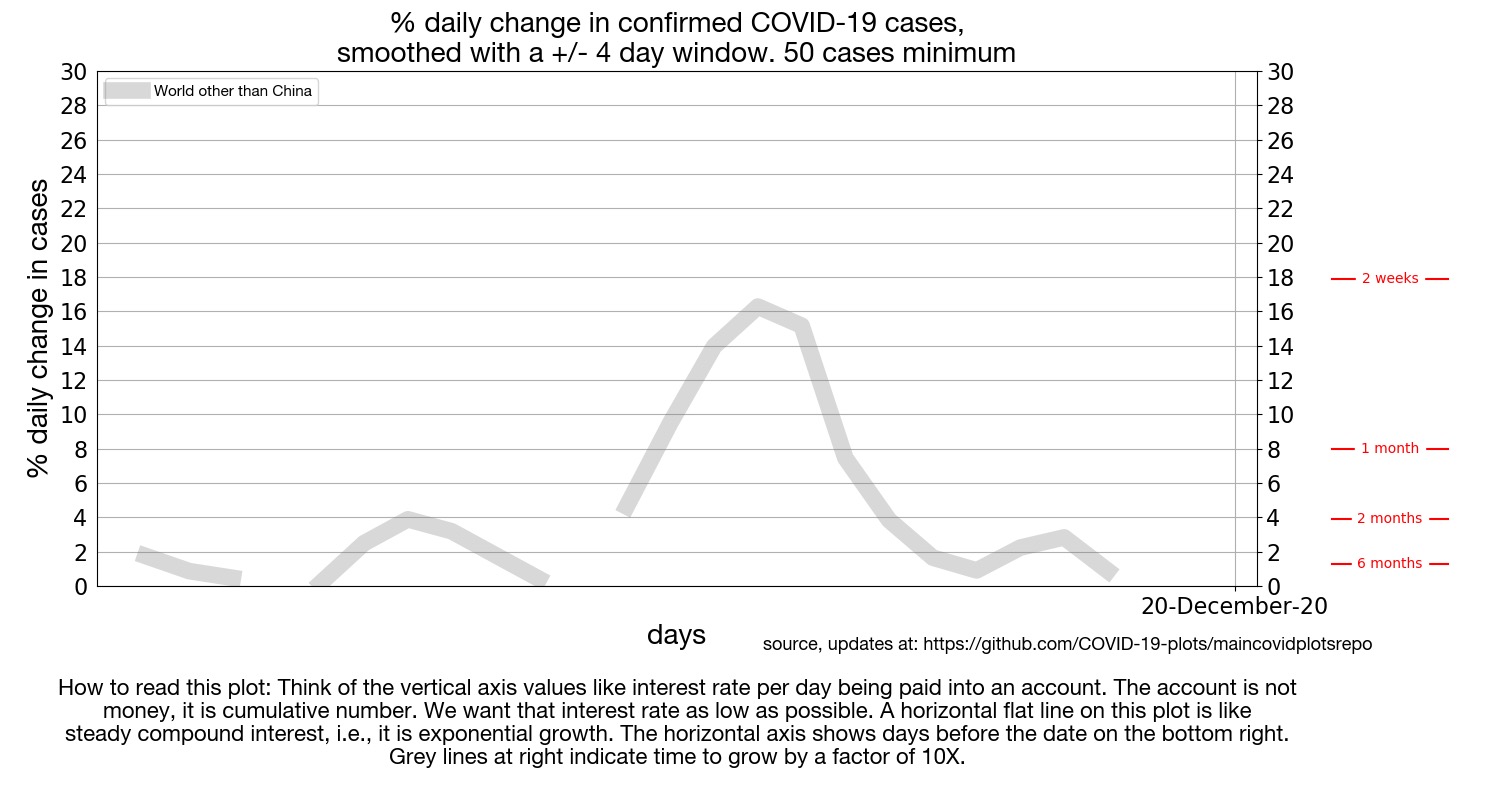 % daily change in confirmed COVID-19 cases,
smoothed with a +/- 4 day window. 50 cases minimum
World other than China
% daily change in cases
30
28
26
24
22
20
18
16
14
12
10
8
6
4
2
0
30
28
26
24
22
20
18
16
14
12
10
8
6
4
2
0
2 weeks
1 month
2 months
6 months
20-December-20
days
source, updates at: https://github.com/COVID-19-plots/maincovidplotsrepo
How to read this plot: Think of the vertical axis values like interest rate per day being paid into an account. The account is not
money, it is cumulative number. We want that interest rate as low as possible. A horizontal flat line on this plot is like
steady compound interest, i.e., it is exponential growth. The horizontal axis shows days before the date on the bottom right.
Grey lines at right indicate time to grow by a factor of 10X.